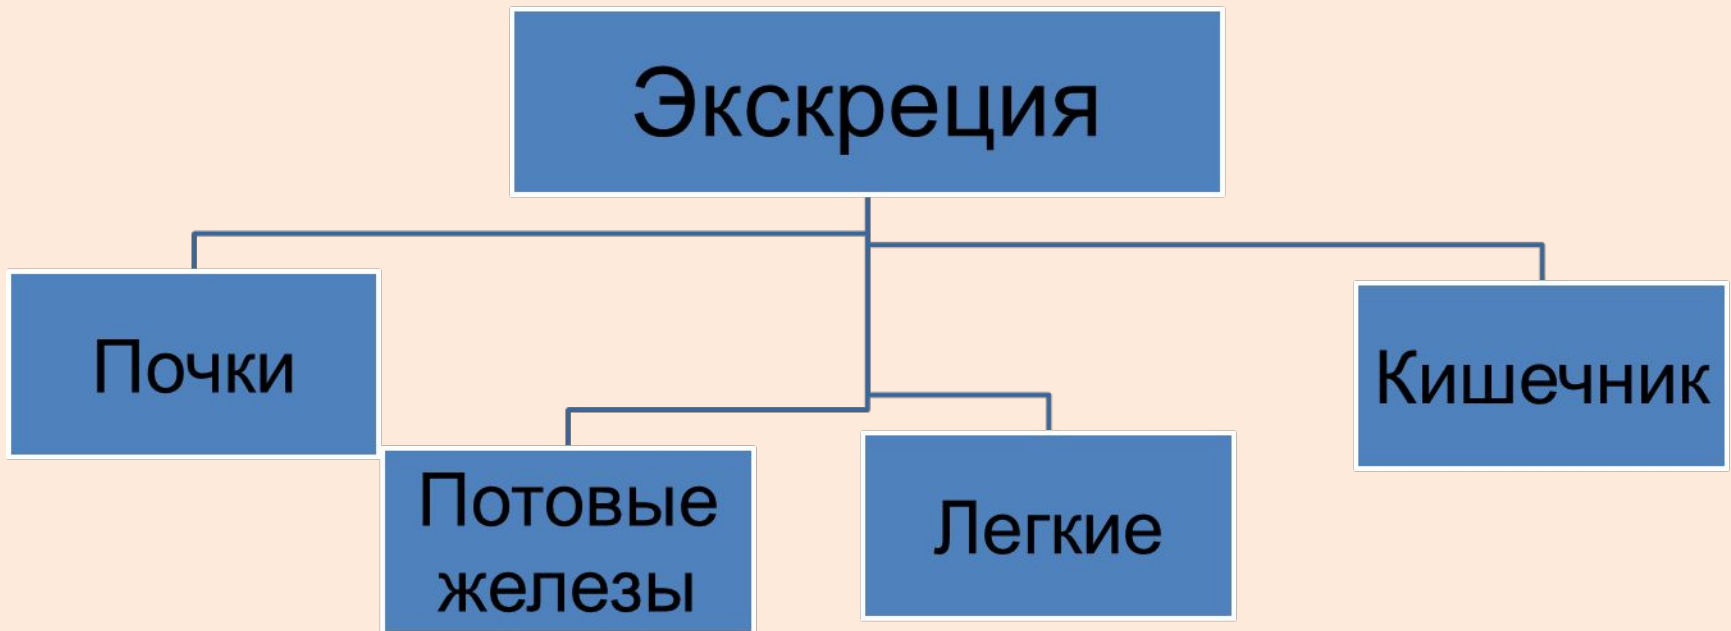 Экскреция
Почки
Кишечник
Потовые
железы
Легкие